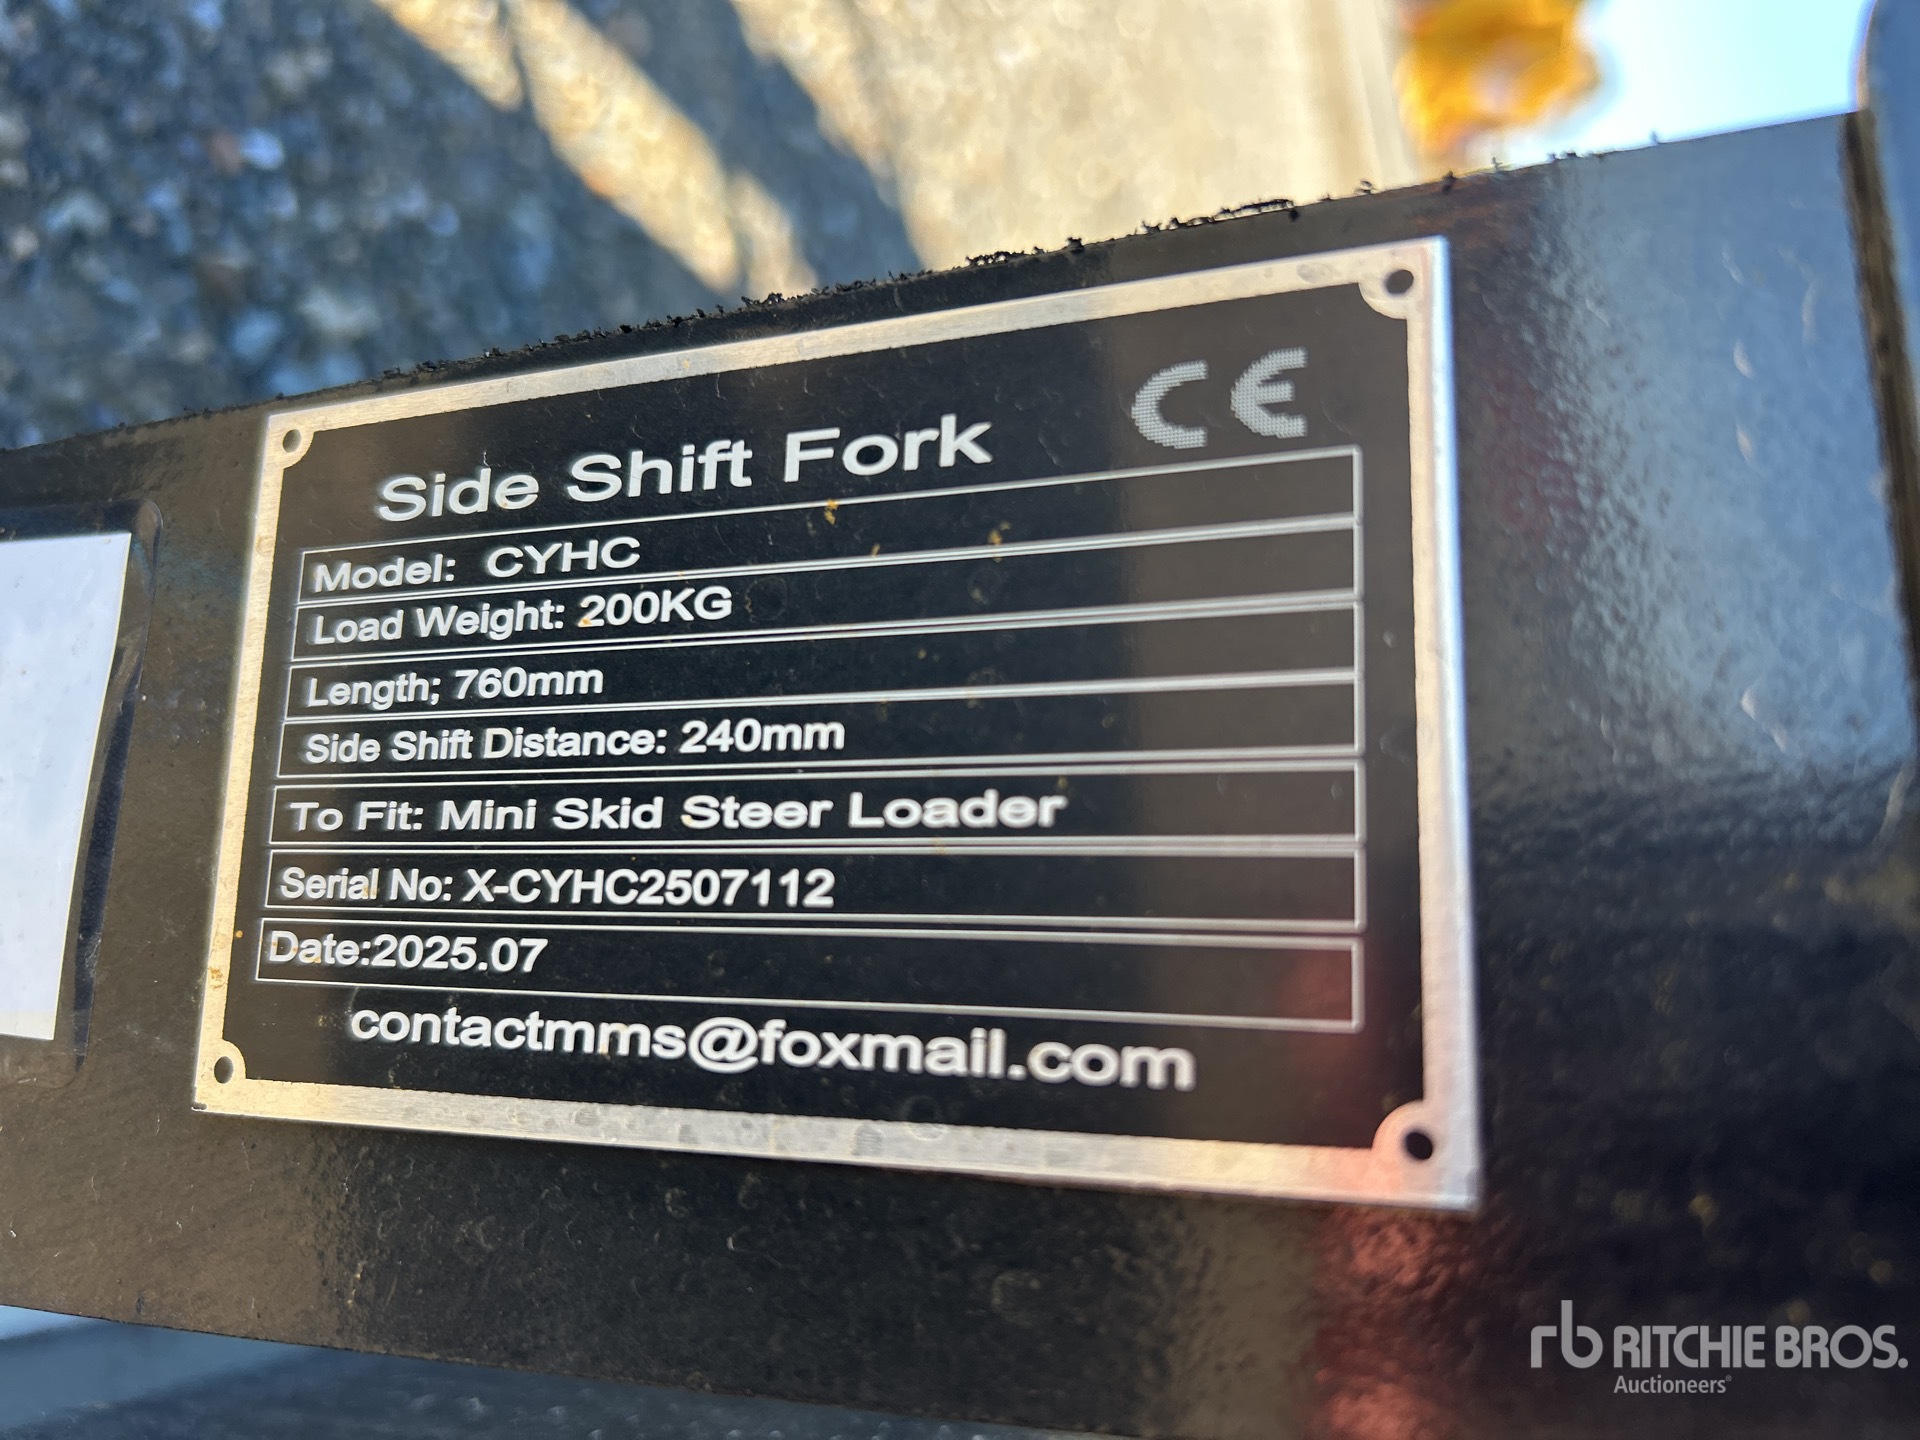 CE
Side Shift Fork
Model: CYHC
Load Weight: 200KG
Length; 760mm
Side Shift Distance: 240mm
To Fit: Mini Skid Steer Loader
Serial No: X-CYHC2507112
Date:2025.07
contactmms@foxmail.com
rb RITCHIE BROS.
Auctioneers®